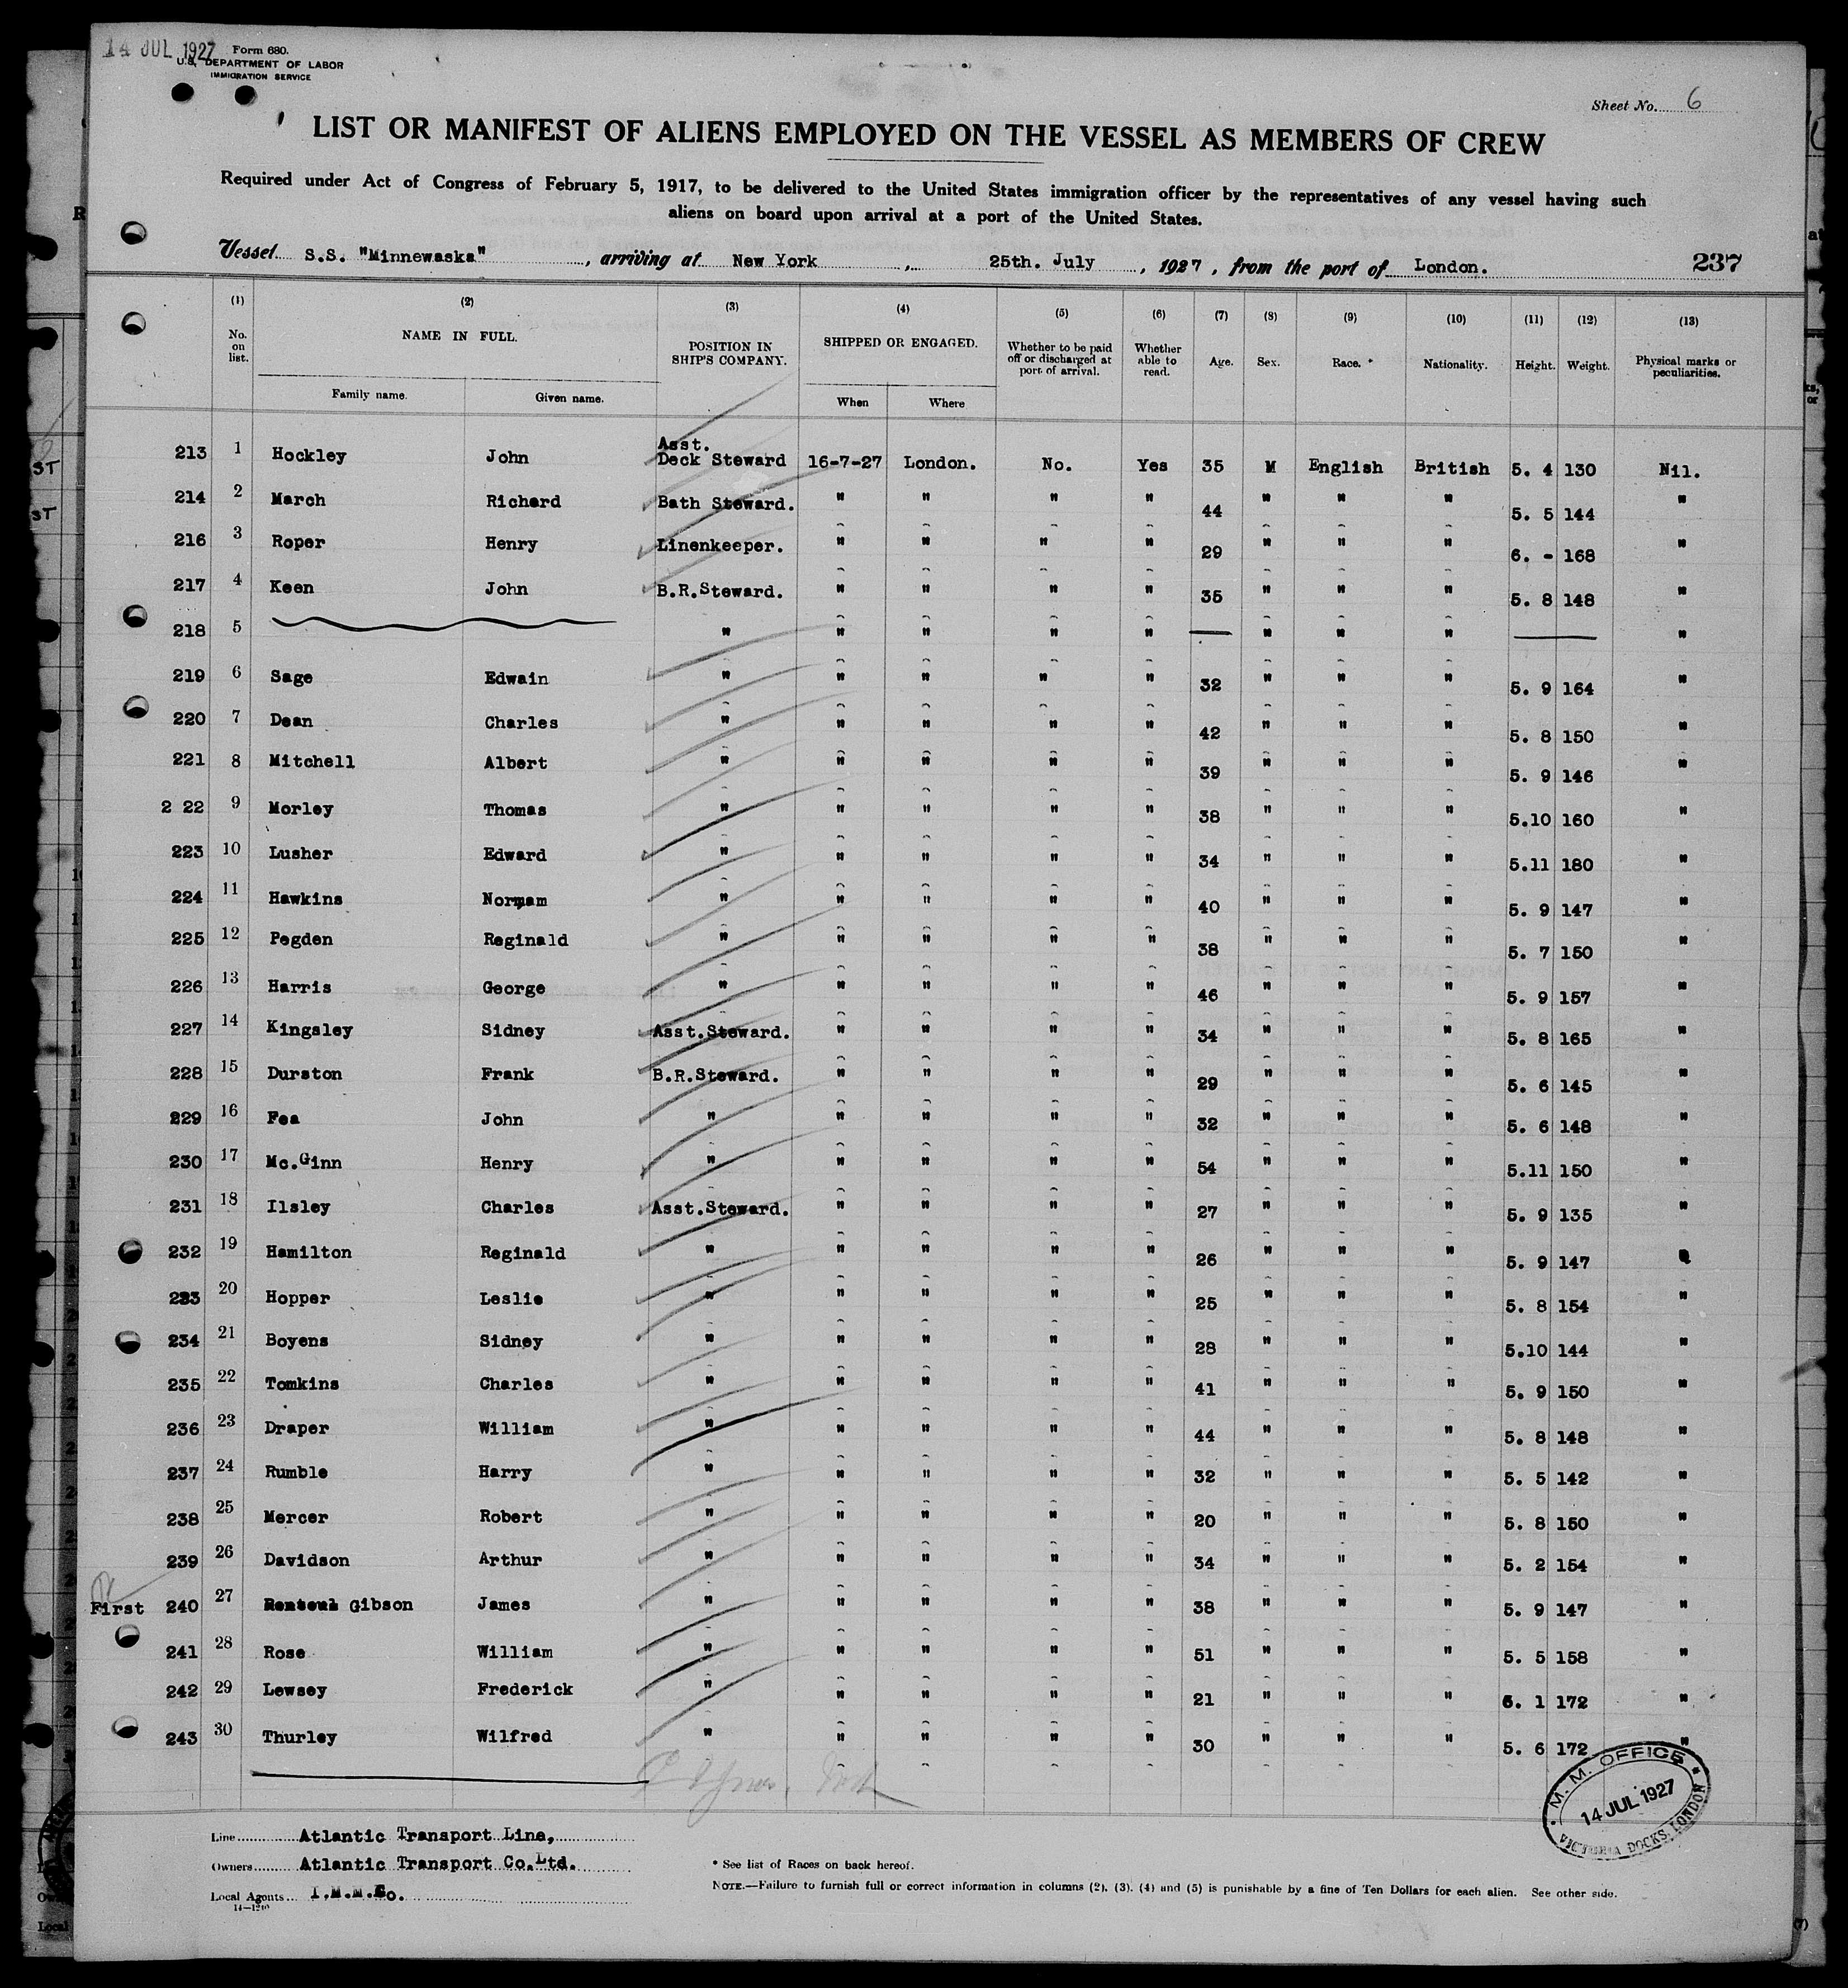 14 JUL 1927
Form 680.
U.S. DEPARTMENT OF LABOR
IMMIGRATION SERVICE
Sheet No. 6
LIST OR MANIFEST OF ALIENS EMPLOYED ON THE VESSEL AS MEMBERS OF CREW
Required under Act of Congress of February 5, 1917, to be delivered to the United States immigration officer by the representatives of any vessel having such
aliens on board upon arrival at a port of the United States.
Vessel S.S. "Minnewaska", arriving at New York, 25th. July, 1927, from the port of London. 237
(1) (2) (3) (4) (5) (6) (7) (8) (9) (10) (11) (12) (13)
No. on list. NAME IN FULL. POSITION IN SHIP'S COMPANY. SHIPPED OR ENGAGED. Whether to be paid off or discharged at port of arrival. Whether able to read. Age. Sex. Race.* Nationality. Height. Weight. Physical marks or peculiarities.
Family name. Given name. When Where
213 1 Hockley John Asst. Deck Steward 16-7-27 London. No. Yes 35 M English British 5. 4 130 Nil.
214 2 March Richard Bath Steward. " " " " 44 " " " 5. 5 144 "
216 3 Roper Henry Linenkeeper. " " " " 29 " " " 6. - 168 "
217 4 Keen John B.R.Steward. " " " " 35 " " " 5. 8 148 "
218 5 " " " " " — " " " — "
219 6 Sage Edwain " " " " " 32 " " " 5. 9 164 "
220 7 Dean Charles " " " " " 42 " " " 5. 8 150 "
221 8 Mitchell Albert " " " " " 39 " " " 5. 9 146 "
2 22 9 Morley Thomas " " " " " 38 " " " 5.10 160 "
223 10 Lusher Edward " " " " " 34 " " " 5.11 180 "
224 11 Hawkins Normam " " " " " 40 " " " 5. 9 147 "
225 12 Pegden Reginald " " " " " 38 " " " 5. 7 150 "
226 13 Harris George " " " " " 46 " " " 5. 9 157 "
227 14 Kingsley Sidney Asst.Steward. " " " " 34 " " " 5. 8 165 "
228 15 Durston Frank B.R.Steward. " " " " 29 " " " 5. 6 145 "
229 16 Fea John " " " " " 32 " " " 5. 6 148 "
230 17 Mc.Ginn Henry " " " " " 54 " " " 5.11 150 "
231 18 Ilsley Charles Asst.Steward. " " " " 27 " " " 5. 9 135 "
232 19 Hamilton Reginald " " " " " 26 " " " 5. 9 147 "
233 20 Hopper Leslie " " " " " 25 " " " 5. 8 154 "
234 21 Boyens Sidney " " " " " 28 " " " 5.10 144 "
235 22 Tomkins Charles " " " " " 41 " " " 5. 9 150 "
236 23 Draper William " " " " " 44 " " " 5. 8 148 "
237 24 Rumble Harry " " " " " 32 " " " 5. 5 142 "
238 25 Mercer Robert " " " " " 20 " " " 5. 8 150 "
239 26 Davidson Arthur " " " " " 34 " " " 5. 2 154 "
First 240 27 Gibson James " " " " " 38 " " " 5. 9 147 "
241 28 Rose William " " " " " 51 " " " 5. 5 158 "
242 29 Lewsey Frederick " " " " " 21 " " " 6. 1 172 "
243 30 Thurley Wilfred " " " " " 30 " " " 5. 6 172 "
M. M. OFFICE
14 JUL 1927
VICTORIA DOCKS, LONDON
Line Atlantic Transport Line,
Owners Atlantic Transport Co.Ltd.
Local Agents I.M.M.Co.
14—1240
* See list of Races on back hereof.
NOTE.—Failure to furnish full or correct information in columns (2), (3), (4) and (5) is punishable by a fine of Ten Dollars for each alien. See other side.